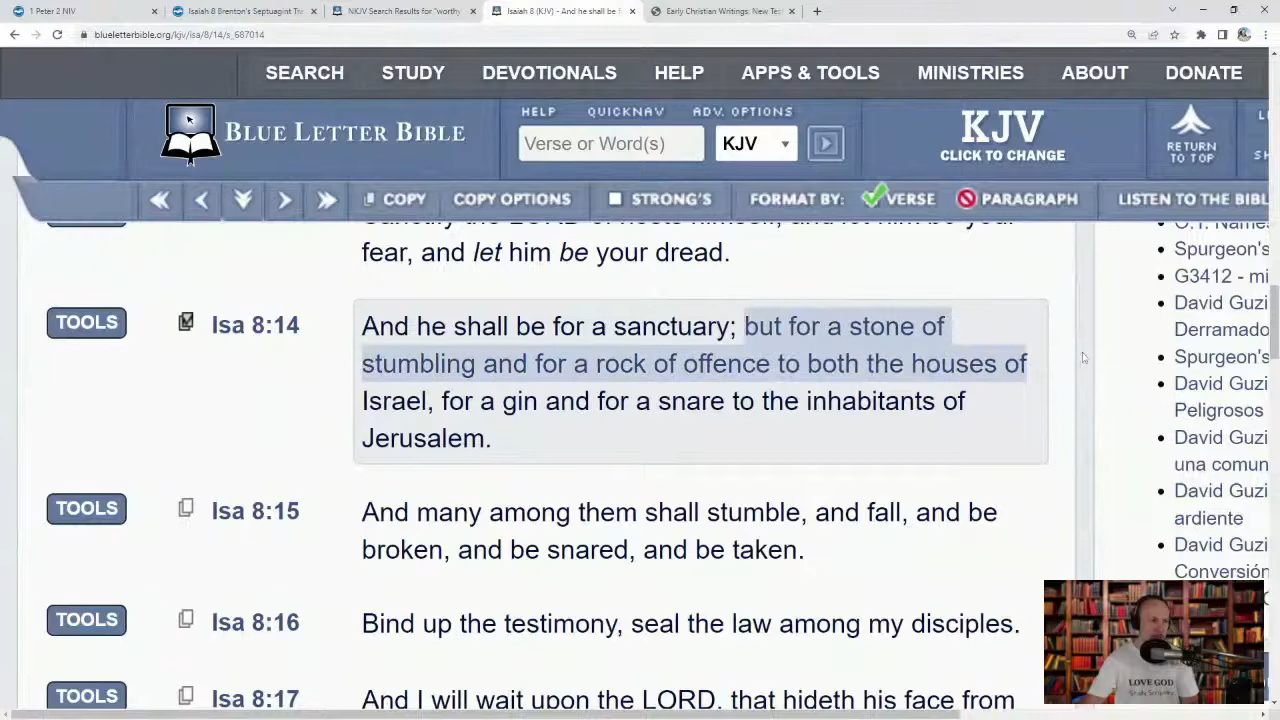 1 Peter 2 NIV
Isaiah 8 Brenton's Septuagint Tra
NKJV Search Results for "worthy
Isaiah 8 (KJV) - And he shall be f
Early Christian Writings: New Tes
blueletterbible.org/kjv/isa/8/14/s_687014
SEARCH STUDY DEVOTIONALS HELP APPS & TOOLS MINISTRIES ABOUT DONATE
BLUE LETTER BIBLE
HELP QUICKNAV ADV. OPTIONS
Verse or Word(s) KJV
KJV
CLICK TO CHANGE
RETURN
TO TOP
COPY COPY OPTIONS STRONG'S FORMAT BY: VERSE PARAGRAPH LISTEN TO THE BIBL
fear, and let him be your dread.
TOOLS Isa 8:14 And he shall be for a sanctuary; but for a stone of
stumbling and for a rock of offence to both the houses of
Israel, for a gin and for a snare to the inhabitants of
Jerusalem.
TOOLS Isa 8:15 And many among them shall stumble, and fall, and be
broken, and be snared, and be taken.
TOOLS Isa 8:16 Bind up the testimony, seal the law among my disciples.
TOOLS Isa 8:17 And I will wait upon the LORD, that hideth his face from
O.T. Names
Spurgeon's
G3412 - mi
David Guzi
Derramado
Spurgeon's
David Guzi
Peligrosos
David Guzi
una comun
David Guzi
ardiente
David Guzi
Conversión
LOVE GOD
Study Scripture